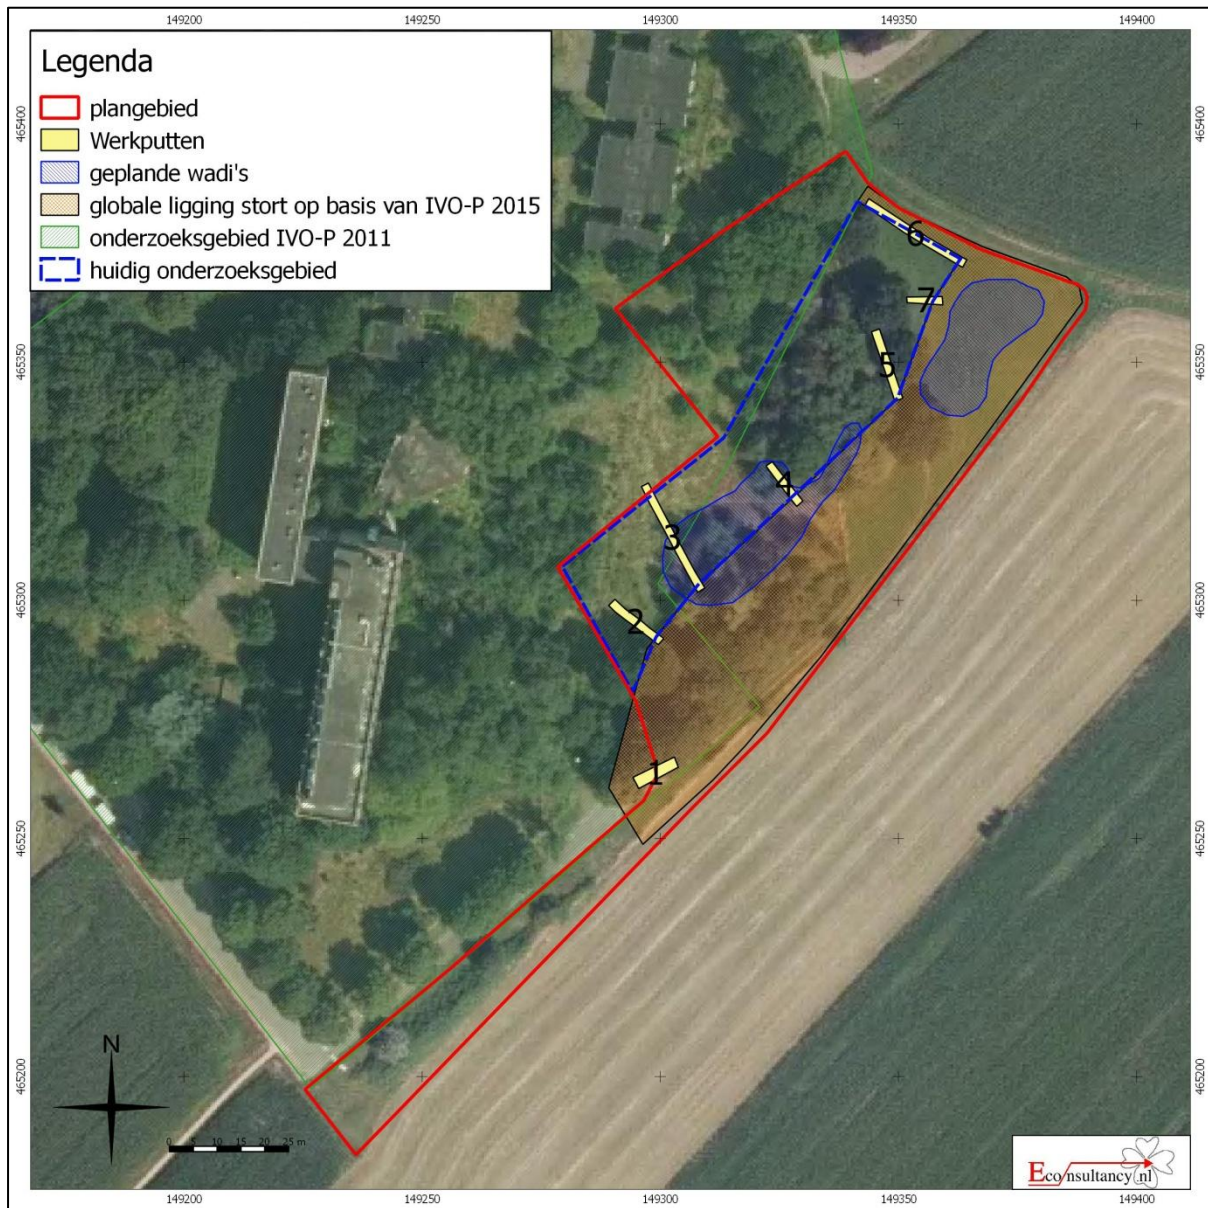 149200 149250 149300 149350 149400
Legenda
plangebied
Werkputten
geplande wadi's
globale ligging stort op basis van IVO-P 2015
onderzoeksgebied IVO-P 2011
huidig onderzoeksgebied
465400 465400
6
7
465350 465350
5
4
3
465300 465300
2
1
465250 465250
465200 465200
N
0 5 10 15 20 25 m
Econsultancy.nl
149200 149250 149300 149350 149400